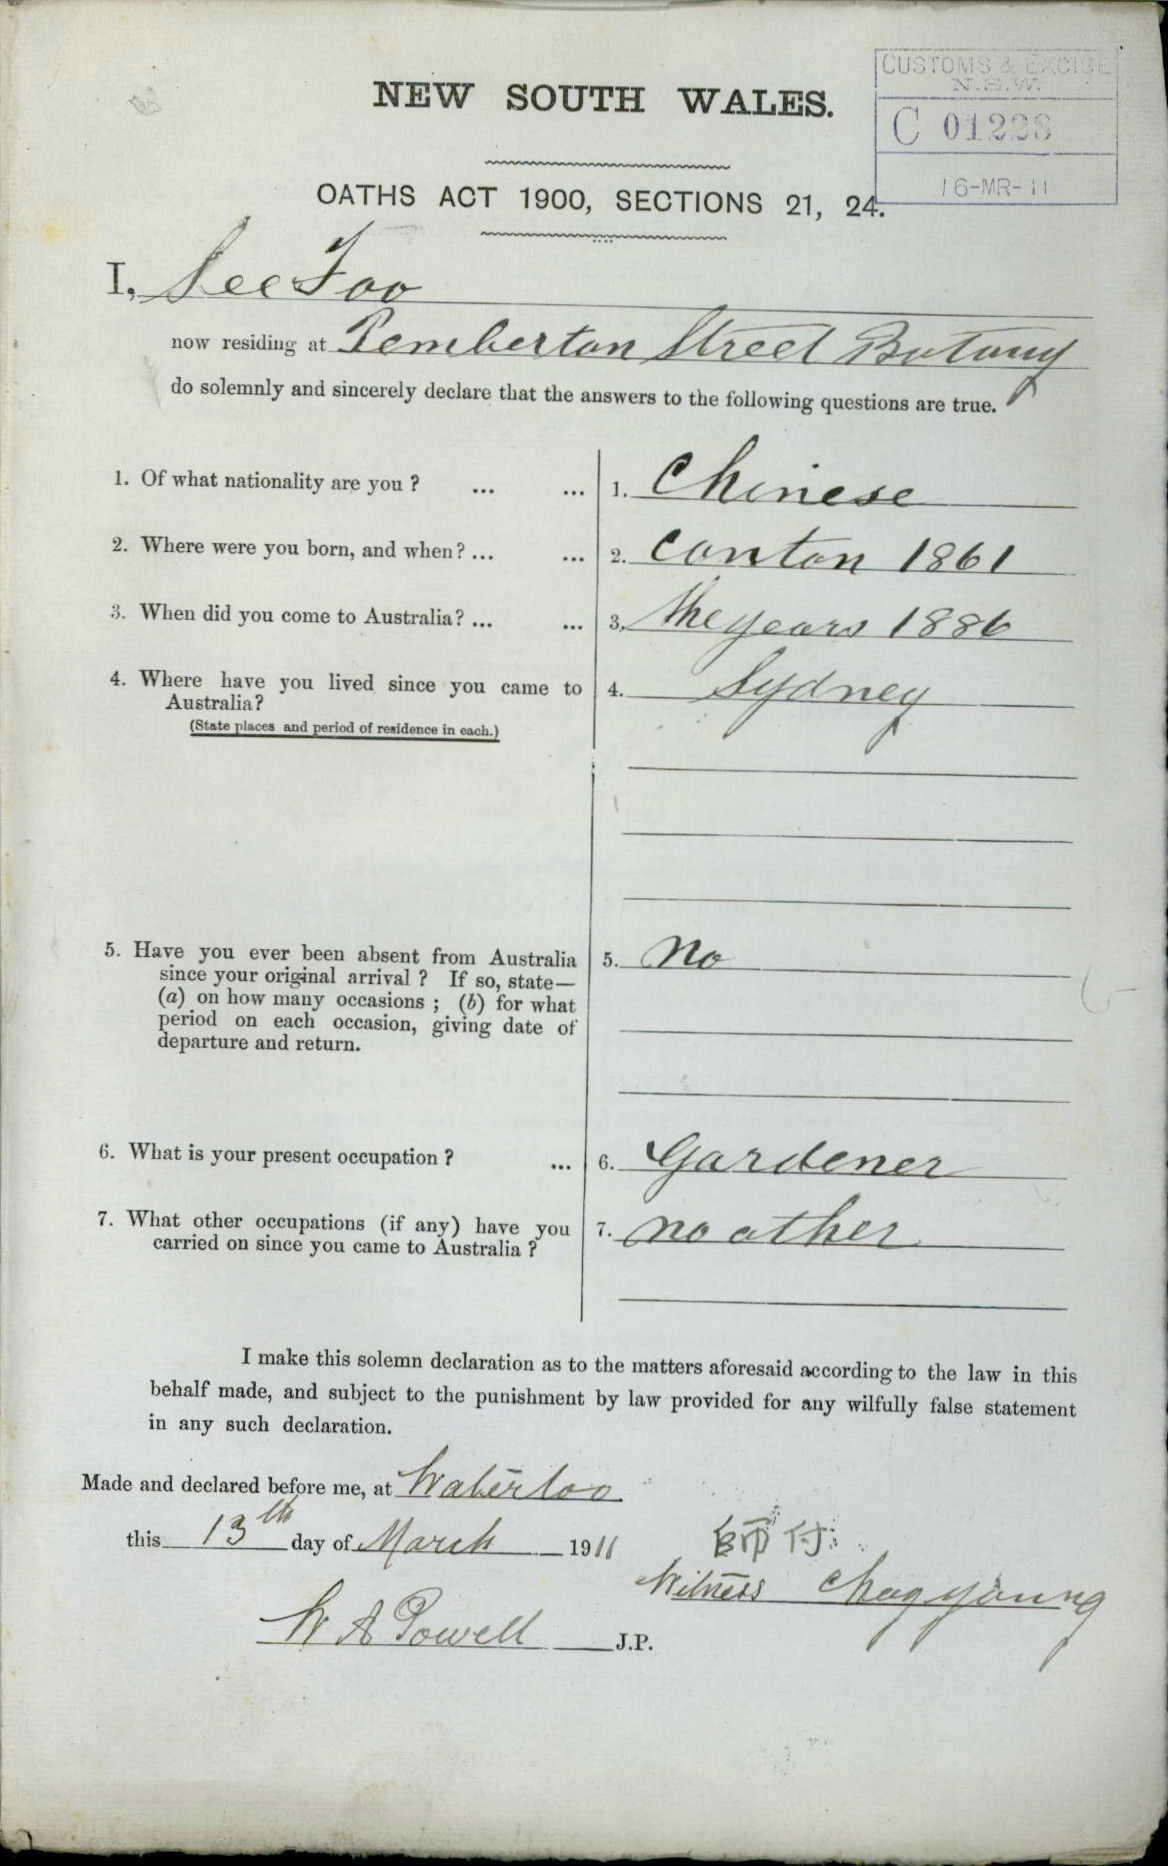 CUSTOMS & EXCISE
N.S.W.
C 01228
16-MR-11
NEW SOUTH WALES.
OATHS ACT 1900, SECTIONS 21, 24.
I, See Foo
now residing at Pemberton Street Botany
do solemnly and sincerely declare that the answers to the following questions are true.
1. Of what nationality are you ? ... ... 1. Chinese
2. Where were you born, and when? ... ... 2. Canton 1861
3. When did you come to Australia? ... ... 3. the years 1886
4. Where have you lived since you came to 4. Sydney
Australia?
(State places and period of residence in each.)
5. Have you ever been absent from Australia 5. no
since your original arrival ? If so, state—
(a) on how many occasions ; (b) for what
period on each occasion, giving date of
departure and return.
6. What is your present occupation ? ... 6. Gardener
7. What other occupations (if any) have you 7. no other
carried on since you came to Australia ?
I make this solemn declaration as to the matters aforesaid according to the law in this
behalf made, and subject to the punishment by law provided for any wilfully false statement
in any such declaration.
Made and declared before me, at Waterloo
this 13th day of March 1911
師付
Witness
W A Powell J.P.